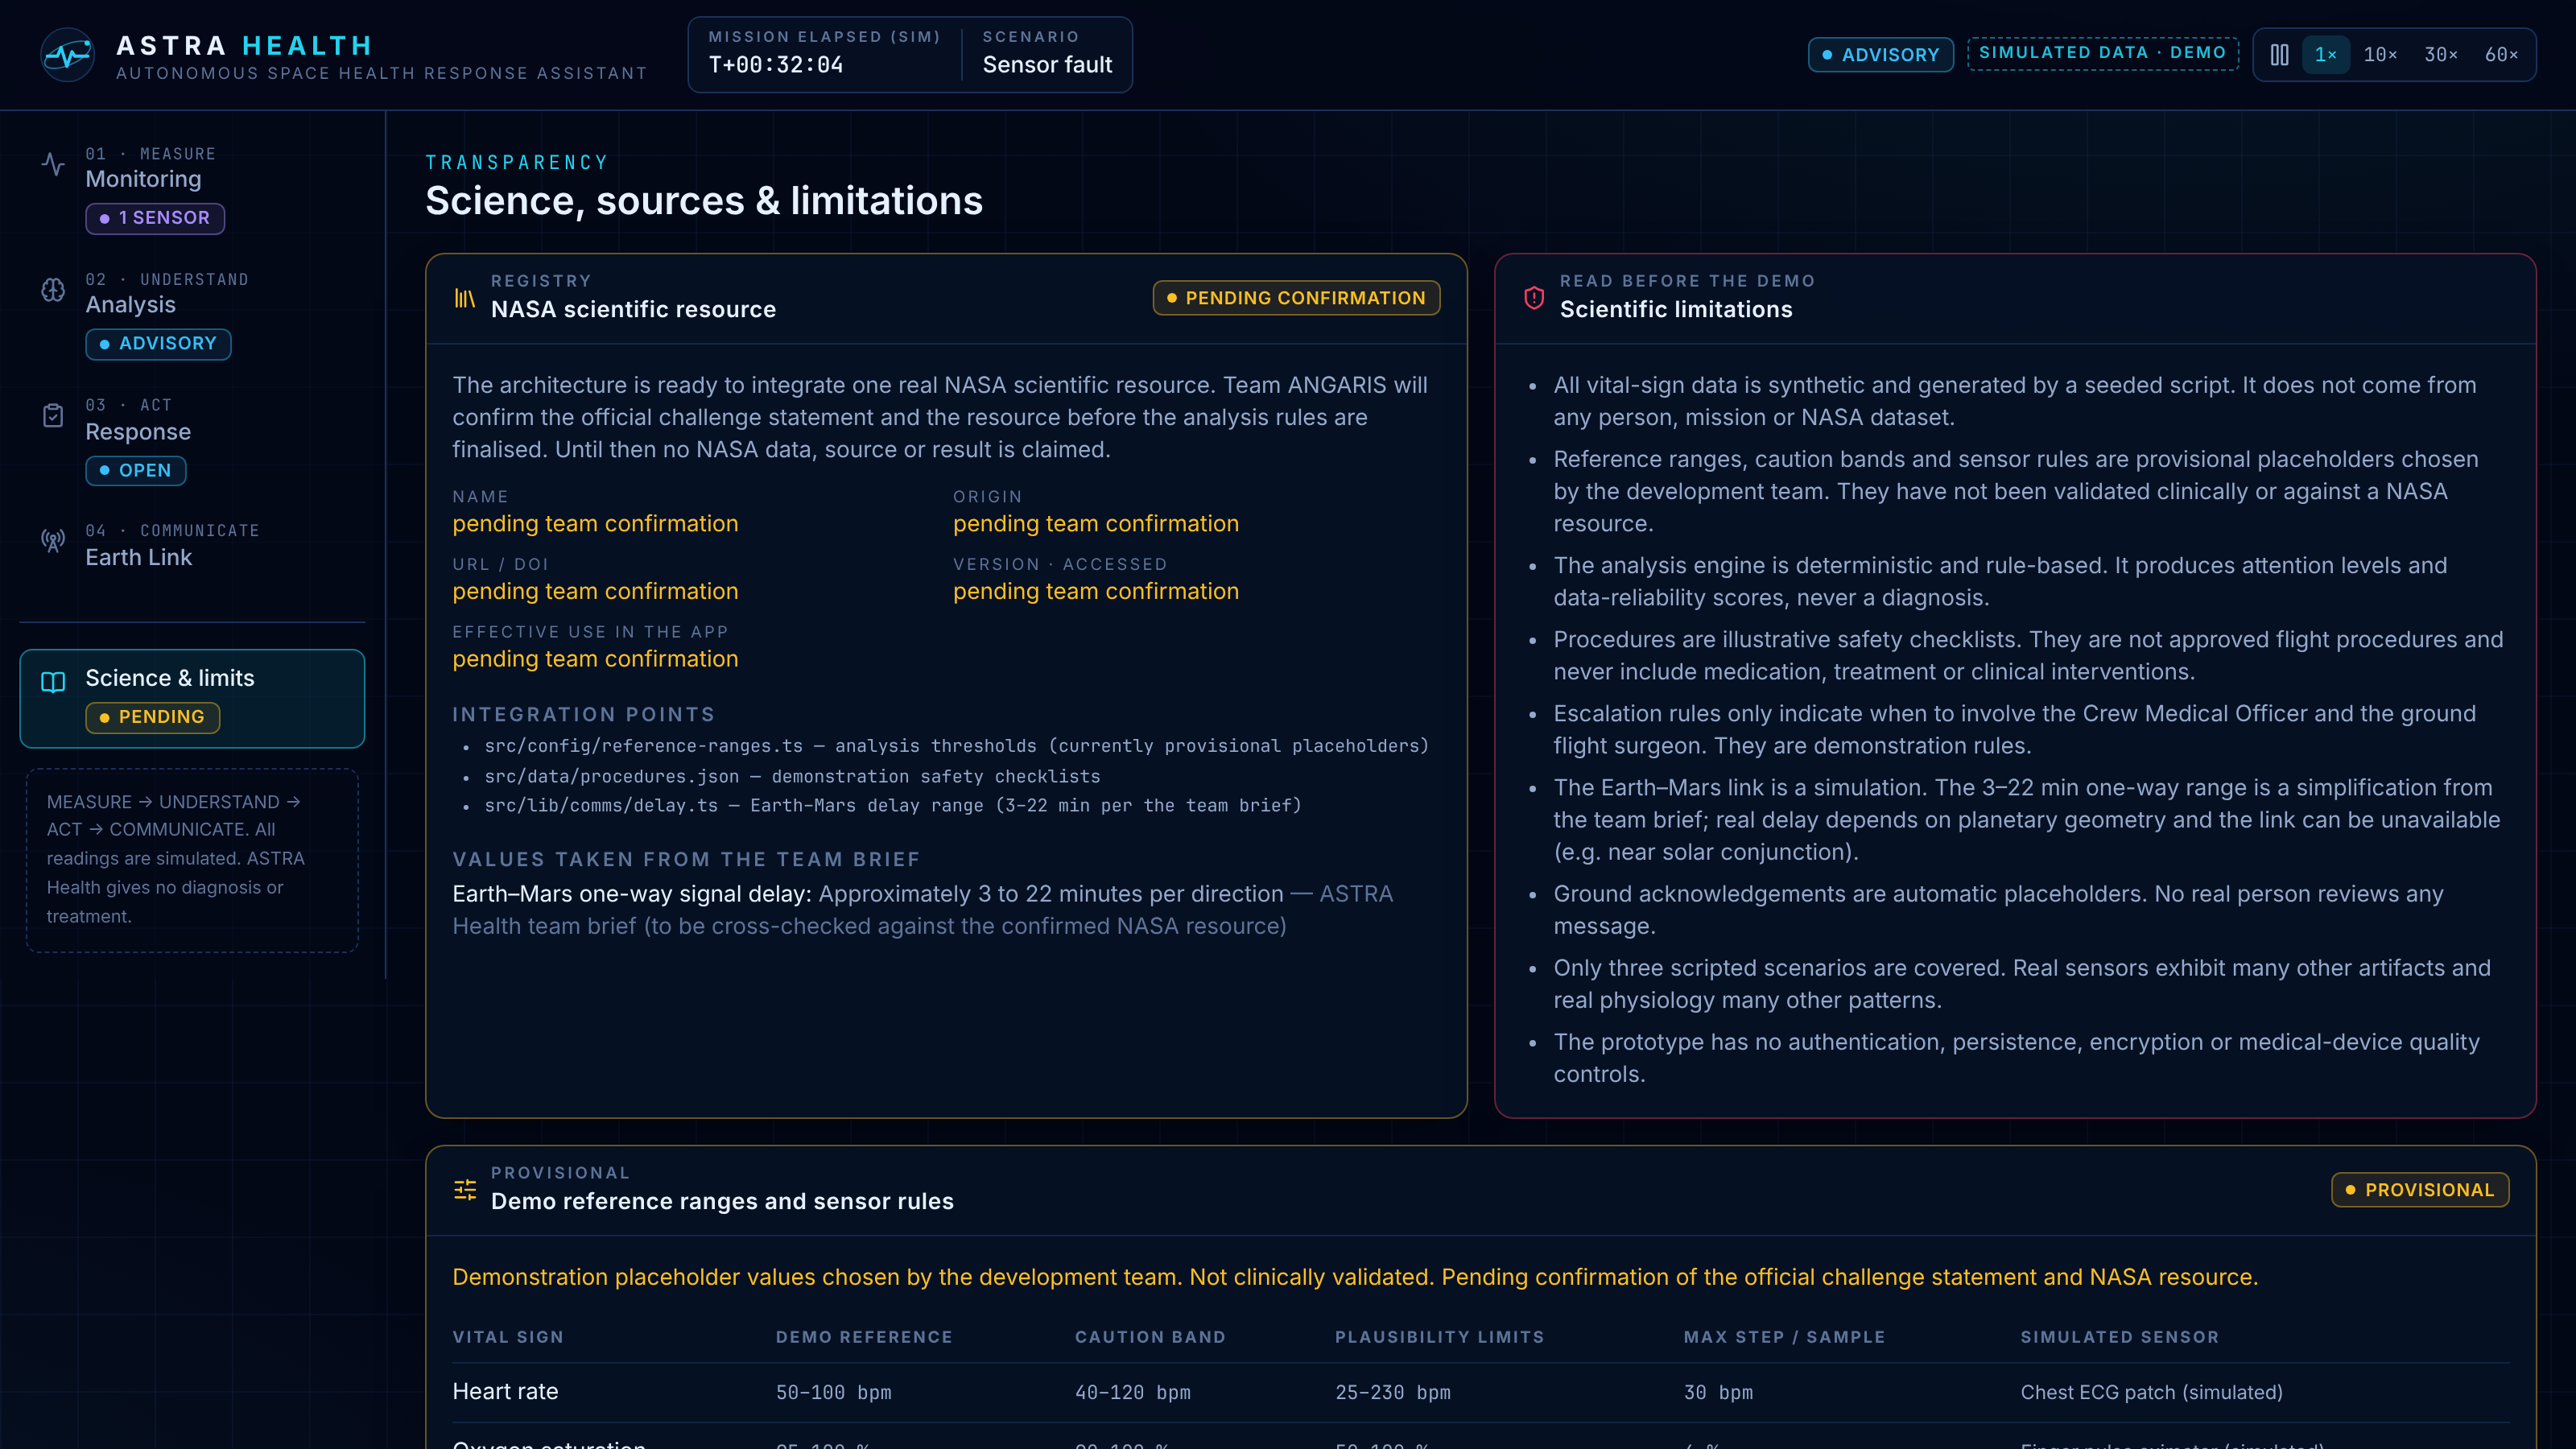 ASTRA HEALTH
AUTONOMOUS SPACE HEALTH RESPONSE ASSISTANT
MISSION ELAPSED (SIM)
T+00:32:04
SCENARIO
Sensor fault
ADVISORY
SIMULATED DATA · DEMO
1×
10×
30×
60×
01 · MEASURE
Monitoring
1 SENSOR
02 · UNDERSTAND
Analysis
ADVISORY
03 · ACT
Response
OPEN
04 · COMMUNICATE
Earth Link
Science & limits
PENDING
MEASURE → UNDERSTAND →
ACT → COMMUNICATE. All
readings are simulated. ASTRA
Health gives no diagnosis or
treatment.
TRANSPARENCY
Science, sources & limitations
REGISTRY
NASA scientific resource
PENDING CONFIRMATION
The architecture is ready to integrate one real NASA scientific resource. Team ANGARIS will
confirm the official challenge statement and the resource before the analysis rules are
finalised. Until then no NASA data, source or result is claimed.
NAME
pending team confirmation
ORIGIN
pending team confirmation
URL / DOI
pending team confirmation
VERSION · ACCESSED
pending team confirmation
EFFECTIVE USE IN THE APP
pending team confirmation
INTEGRATION POINTS
• src/config/reference-ranges.ts — analysis thresholds (currently provisional placeholders)
• src/data/procedures.json — demonstration safety checklists
• src/lib/comms/delay.ts — Earth–Mars delay range (3–22 min per the team brief)
VALUES TAKEN FROM THE TEAM BRIEF
Earth–Mars one-way signal delay: Approximately 3 to 22 minutes per direction — ASTRA
Health team brief (to be cross-checked against the confirmed NASA resource)
READ BEFORE THE DEMO
Scientific limitations
• All vital-sign data is synthetic and generated by a seeded script. It does not come from
any person, mission or NASA dataset.
• Reference ranges, caution bands and sensor rules are provisional placeholders chosen
by the development team. They have not been validated clinically or against a NASA
resource.
• The analysis engine is deterministic and rule-based. It produces attention levels and
data-reliability scores, never a diagnosis.
• Procedures are illustrative safety checklists. They are not approved flight procedures and
never include medication, treatment or clinical interventions.
• Escalation rules only indicate when to involve the Crew Medical Officer and the ground
flight surgeon. They are demonstration rules.
• The Earth–Mars link is a simulation. The 3–22 min one-way range is a simplification from
the team brief; real delay depends on planetary geometry and the link can be unavailable
(e.g. near solar conjunction).
• Ground acknowledgements are automatic placeholders. No real person reviews any
message.
• Only three scripted scenarios are covered. Real sensors exhibit many other artifacts and
real physiology many other patterns.
• The prototype has no authentication, persistence, encryption or medical-device quality
controls.
PROVISIONAL
Demo reference ranges and sensor rules
PROVISIONAL
Demonstration placeholder values chosen by the development team. Not clinically validated. Pending confirmation of the official challenge statement and NASA resource.
VITAL SIGN DEMO REFERENCE CAUTION BAND PLAUSIBILITY LIMITS MAX STEP / SAMPLE SIMULATED SENSOR
Heart rate 50–100 bpm 40–120 bpm 25–230 bpm 30 bpm Chest ECG patch (simulated)